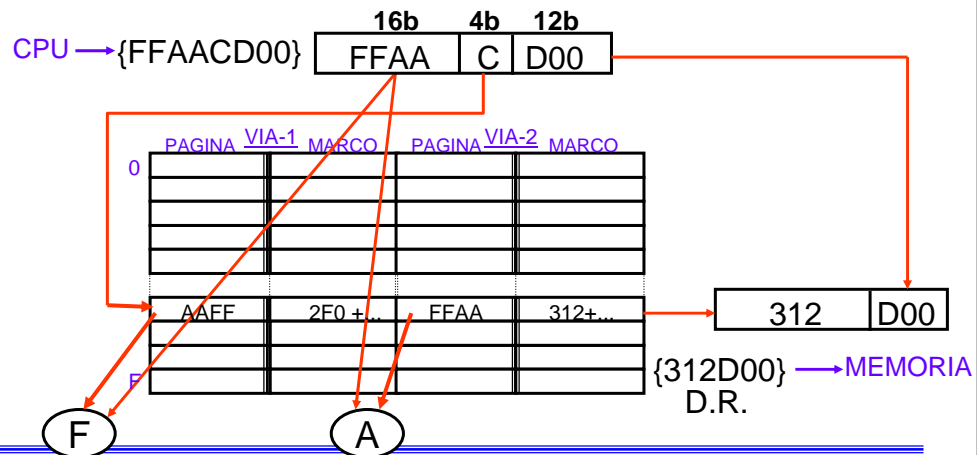 16b 4b 12b
CPU {FFAACD00} FFAA C D00
PAGINA VIA-1 MARCO PAGINA VIA-2 MARCO
0
AAFF 2F0 +... FFAA 312+...
312 D00
F
{312D00} MEMORIA
D.R.
F A